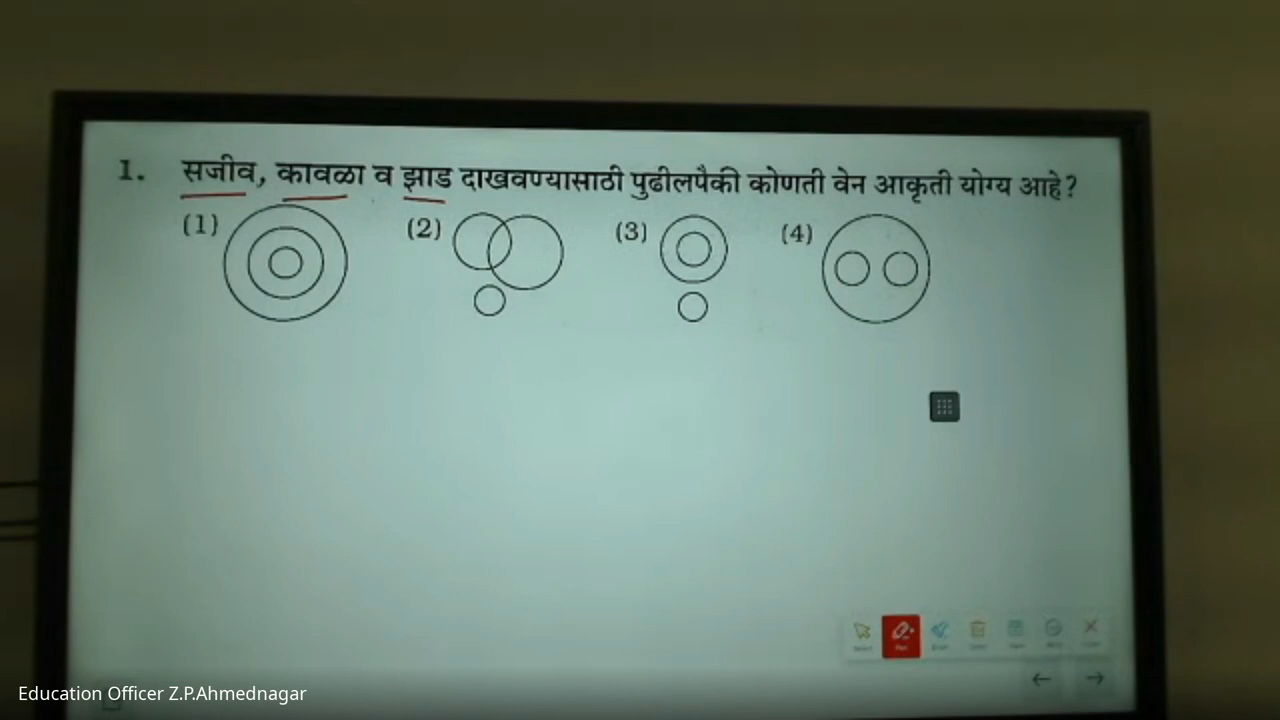 1. सजीव, कावळा व झाड दाखवण्यासाठी पुढीलपैकी कोणती वेन आकृती योग्य आहे?
(1) (2) (3) (4)
Education Officer Z.P.Ahmednagar